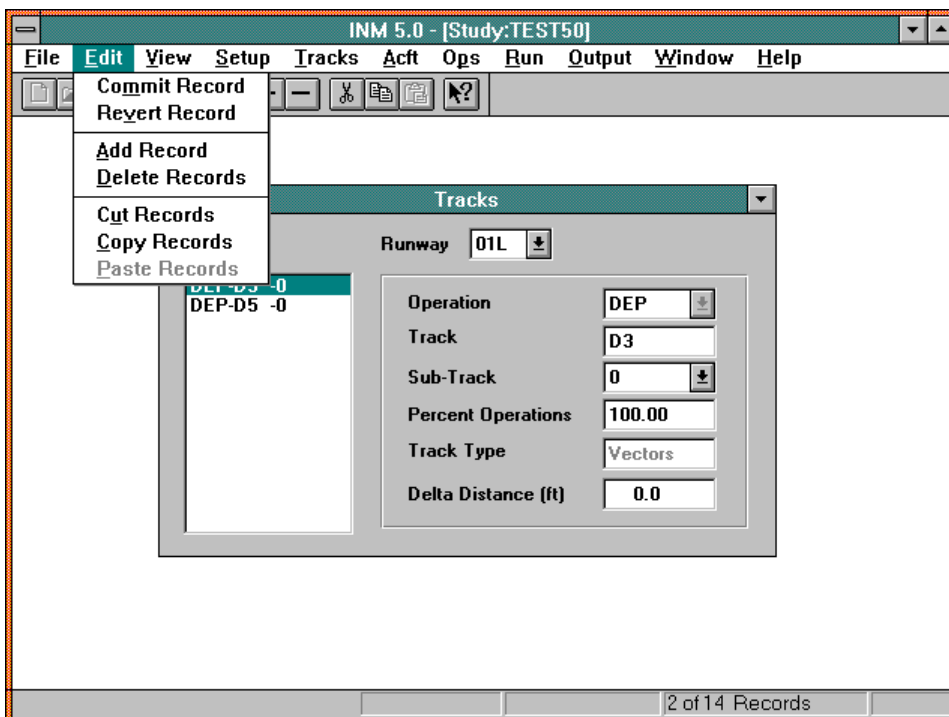 INM 5.0 - [Study:TEST50]
File Edit View Setup Tracks Acft Ops Run Output Window Help
Commit Record
Revert Record
Add Record
Delete Records
Cut Records
Copy Records
Paste Records
Tracks
Runway 01L
DEP-D5 -0
DEP-D5 -0
Operation DEP
Track D3
Sub-Track 0
Percent Operations 100.00
Track Type Vectors
Delta Distance (ft) 0.0
2 of 14 Records